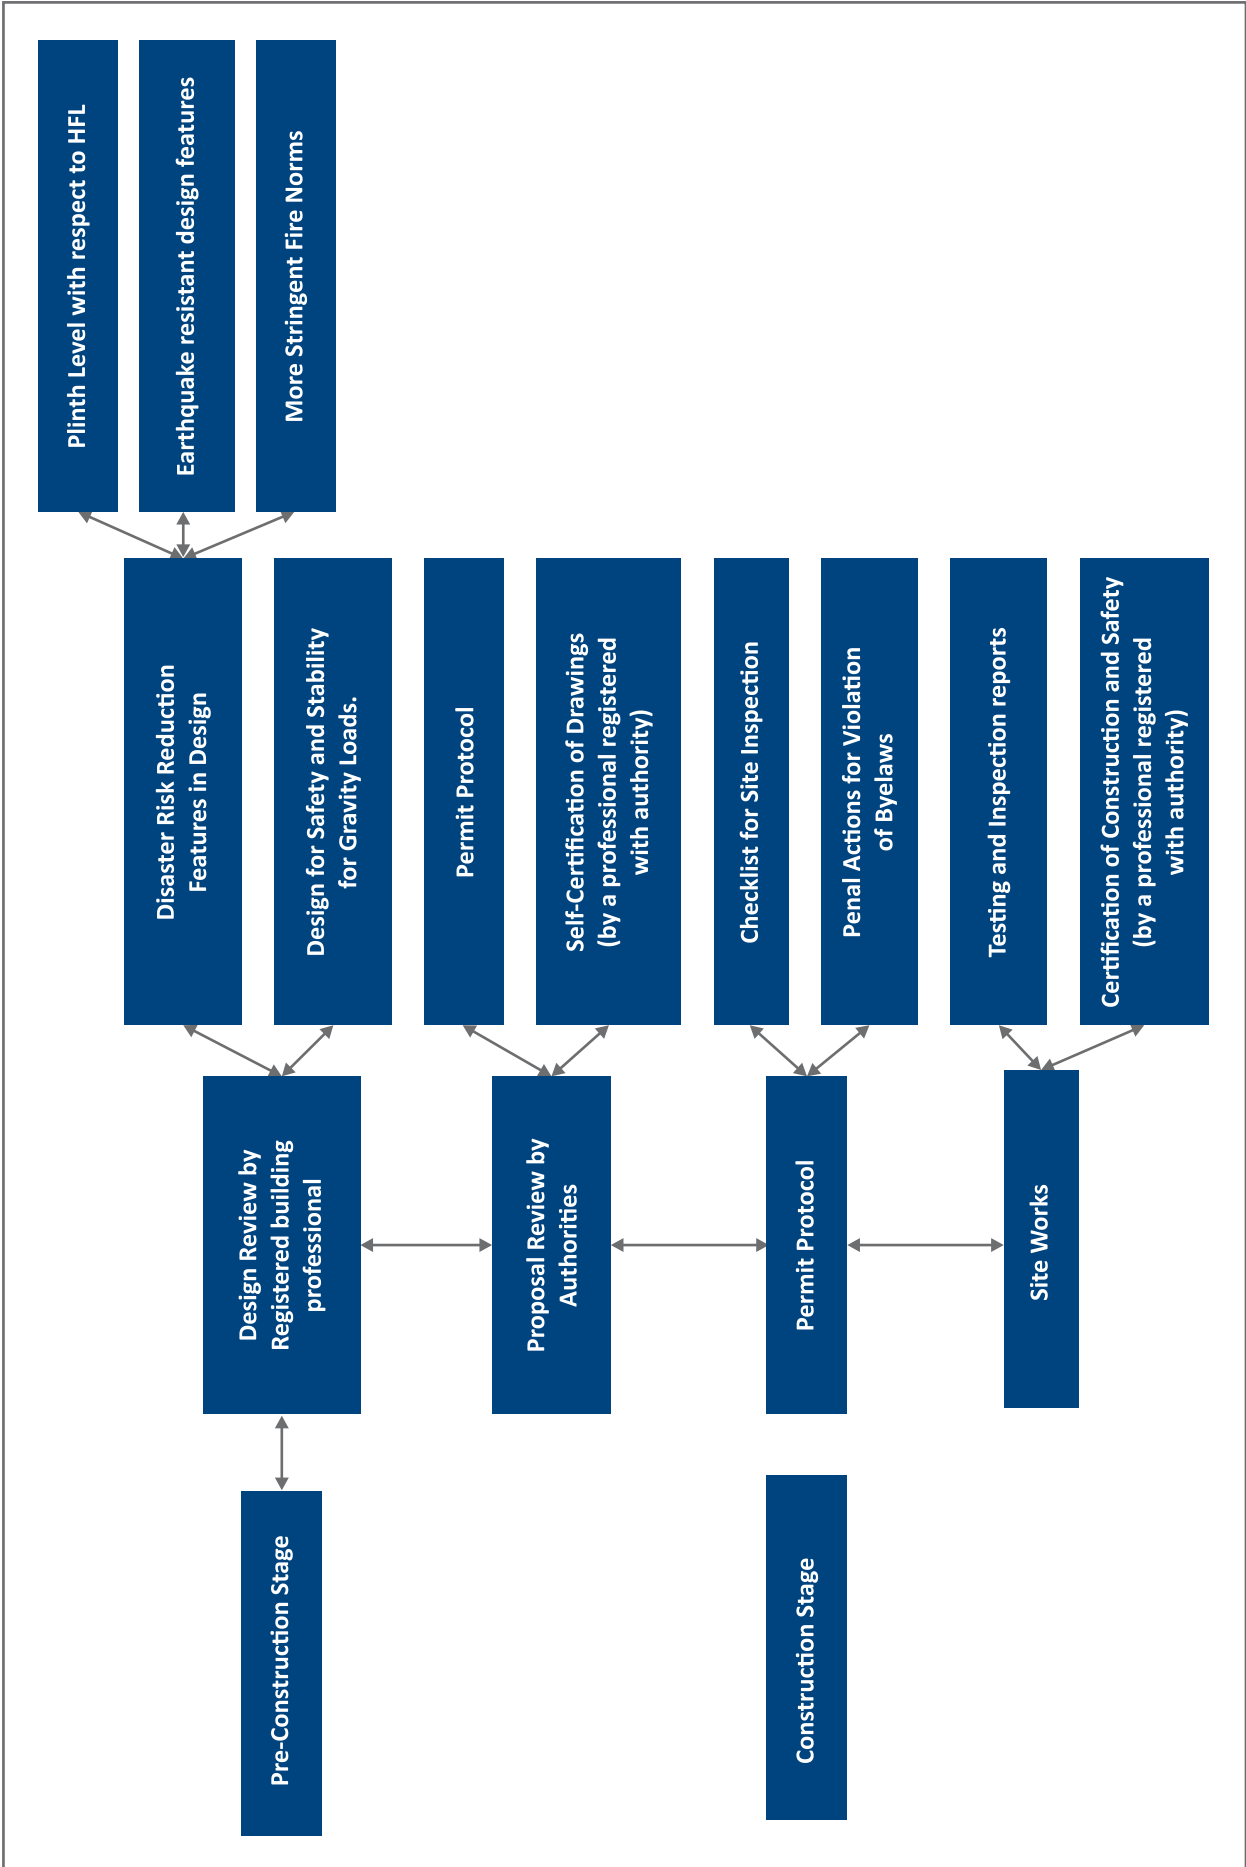 Pre-Construction Stage
Design Review by
Registered building
professional
Disaster Risk Reduction
Features in Design
Plinth Level with respect to HFL
Earthquake resistant design features
More Stringent Fire Norms
Design for Safety and Stability
for Gravity Loads.
Proposal Review by
Authorities
Permit Protocol
Self-Certification of Drawings
(by a professional registered
with authority)
Construction Stage
Permit Protocol
Checklist for Site Inspection
Penal Actions for Violation
of Byelaws
Site Works
Testing and Inspection reports
Certification of Construction and Safety
(by a professional registered
with authority)